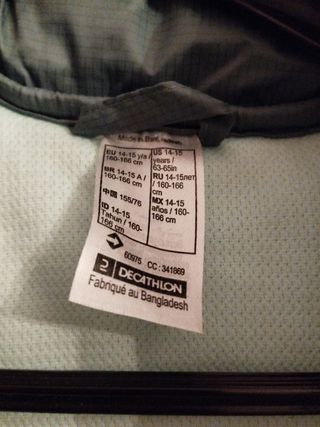 Made in Bangladesh
EU 14-15 y/a /
160-166 cm
BR 14-15 A /
160-166 cm
中国 155/76
ID 14-15
Tahun / 160-
166 cm
US 14-15
years /
63-65in
RU 14-15лет
/ 160-166
cm
MX 14-15
años / 160-
166 cm
60975 CC : 341869
DECATHLON
Fabriqué au Bangladesh